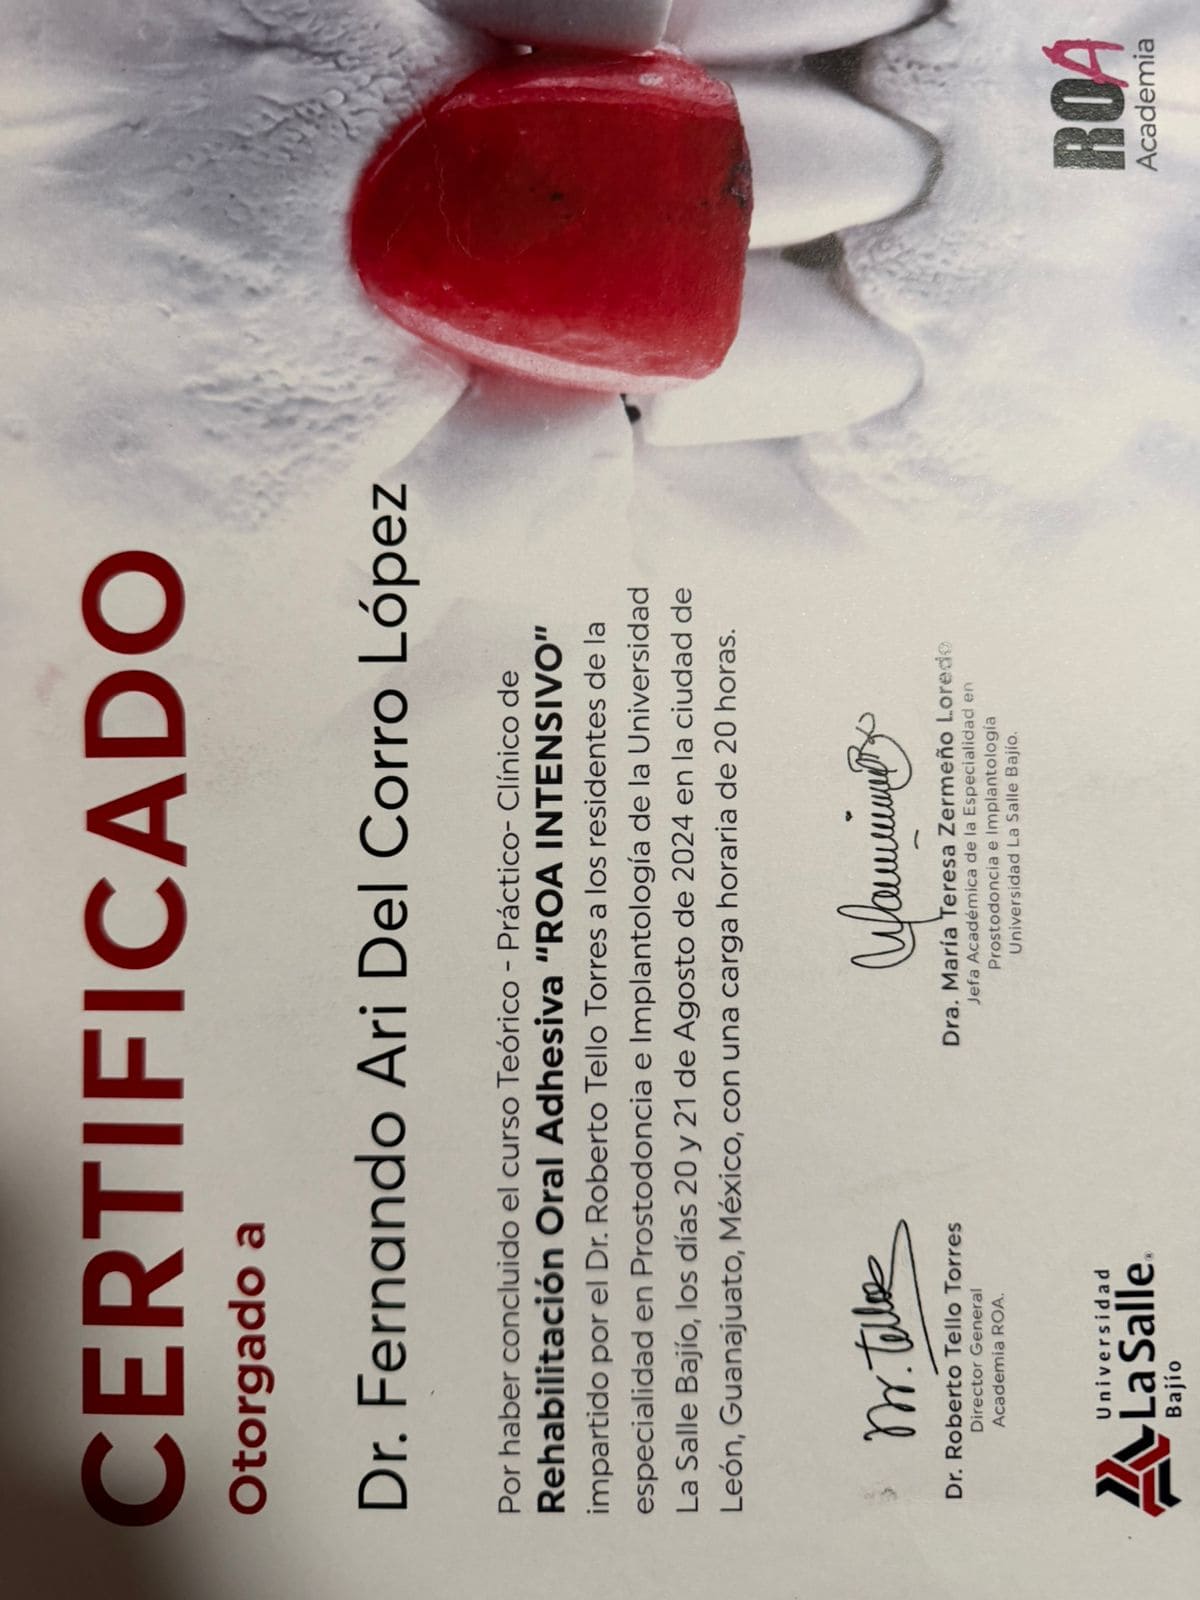 CERTIFICADO
Otorgado a
Dr. Fernando Ari Del Corro López
Por haber concluido el curso Teórico - Práctico- Clínico de
Rehabilitación Oral Adhesiva "ROA INTENSIVO"
impartido por el Dr. Roberto Tello Torres a los residentes de la
especialidad en Prostodoncia e Implantología de la Universidad
La Salle Bajío, los días 20 y 21 de Agosto de 2024 en la ciudad de
León, Guanajuato, México, con una carga horaria de 20 horas.
Dr. Roberto Tello Torres
Director General
Academia ROA.
Dra. María Teresa Zermeño Loredo
Jefa Académica de la Especialidad en
Prostodoncia e Implantología
Universidad La Salle Bajío.
Universidad
La Salle®
Bajío
ROA
Academia